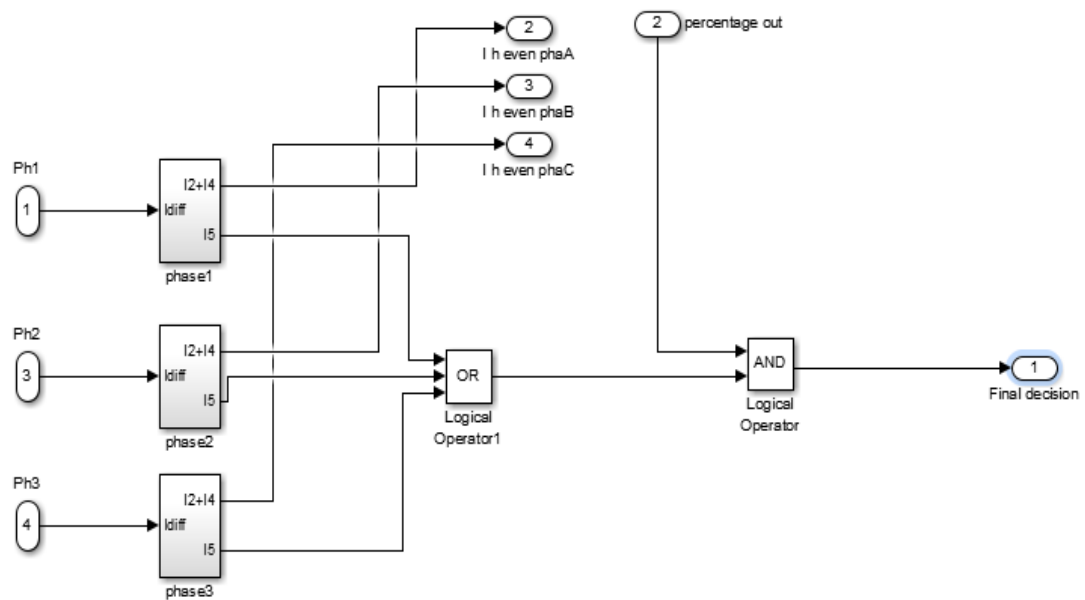 2
I h even phaA
3
I h even phaB
4
I h even phaC
2
percentage out
Ph1
1
Idiff
I2+I4
I5
phase1
Ph2
3
Idiff
I2+I4
I5
phase2
Ph3
4
Idiff
I2+I4
I5
phase3
OR
Logical
Operator1
AND
Logical
Operator
1
Final decision